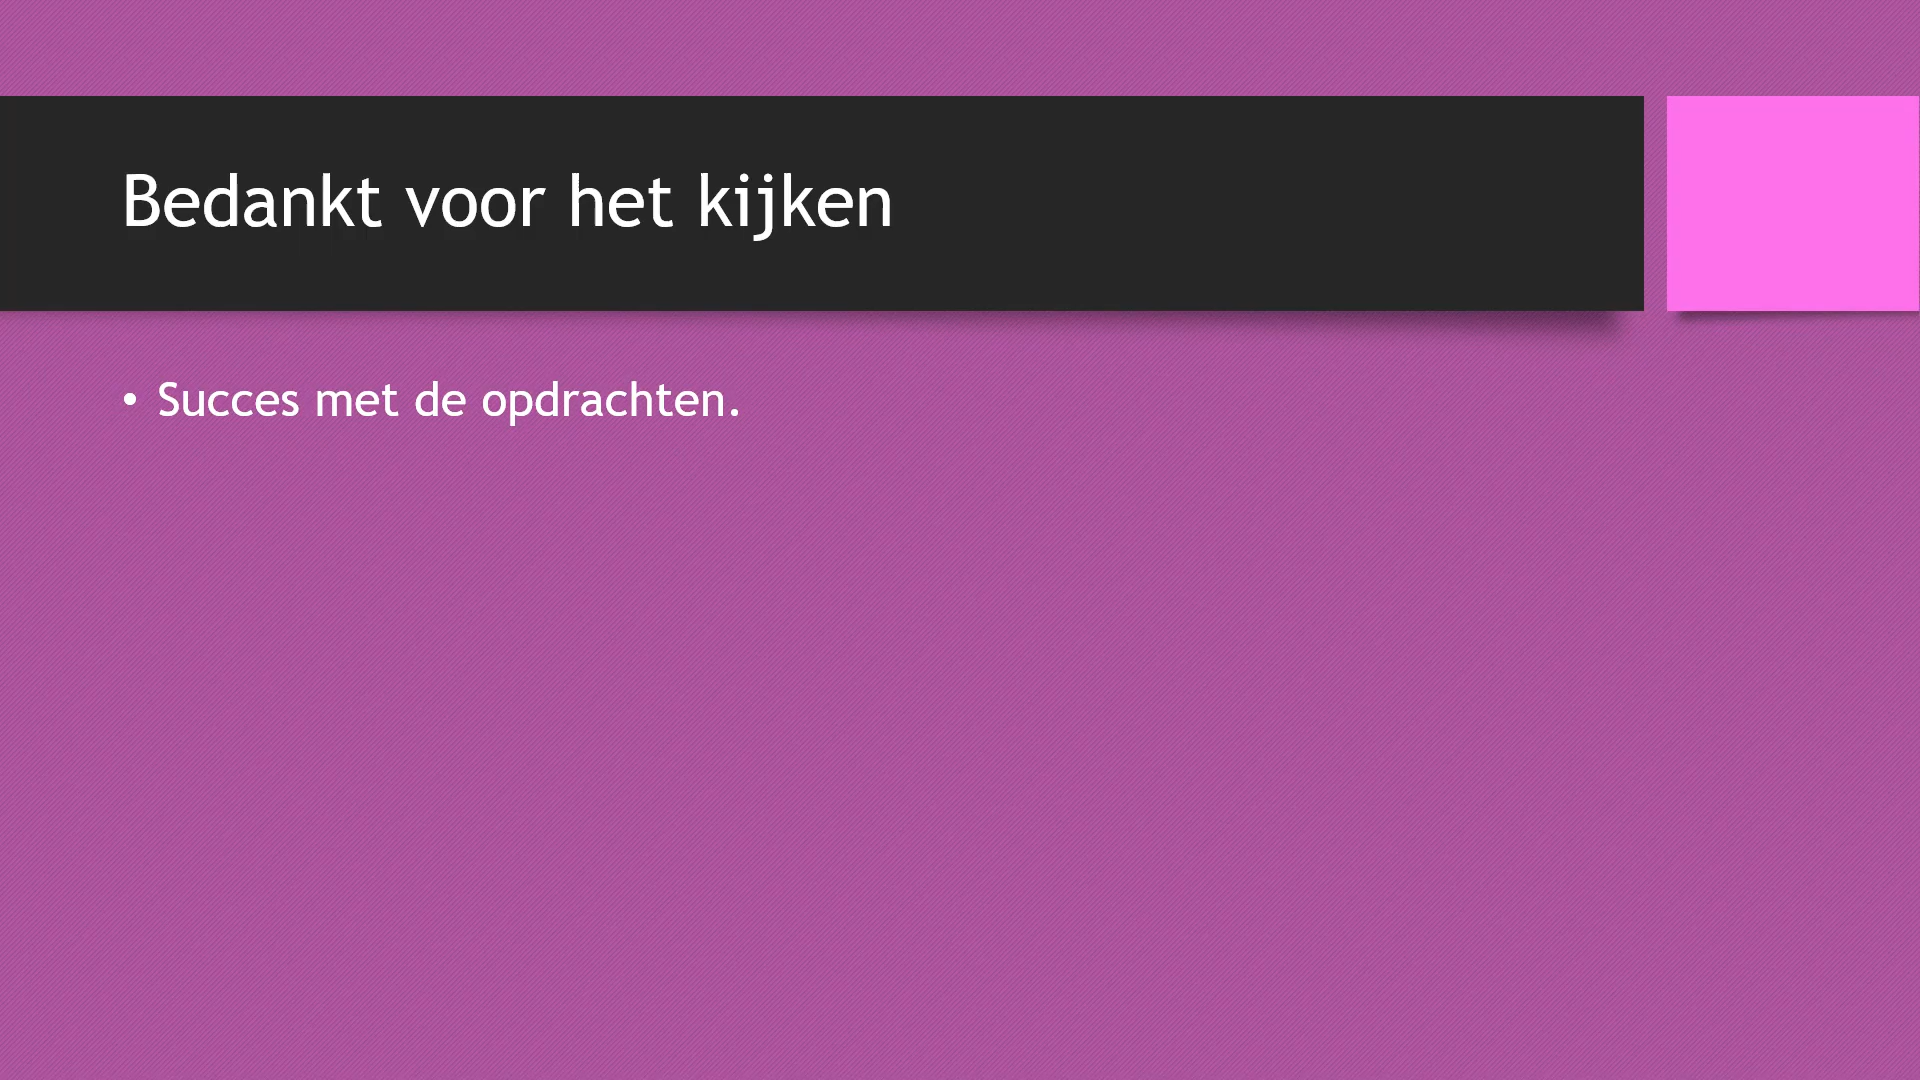 Bedankt voor het kijken
• Succes met de opdrachten.